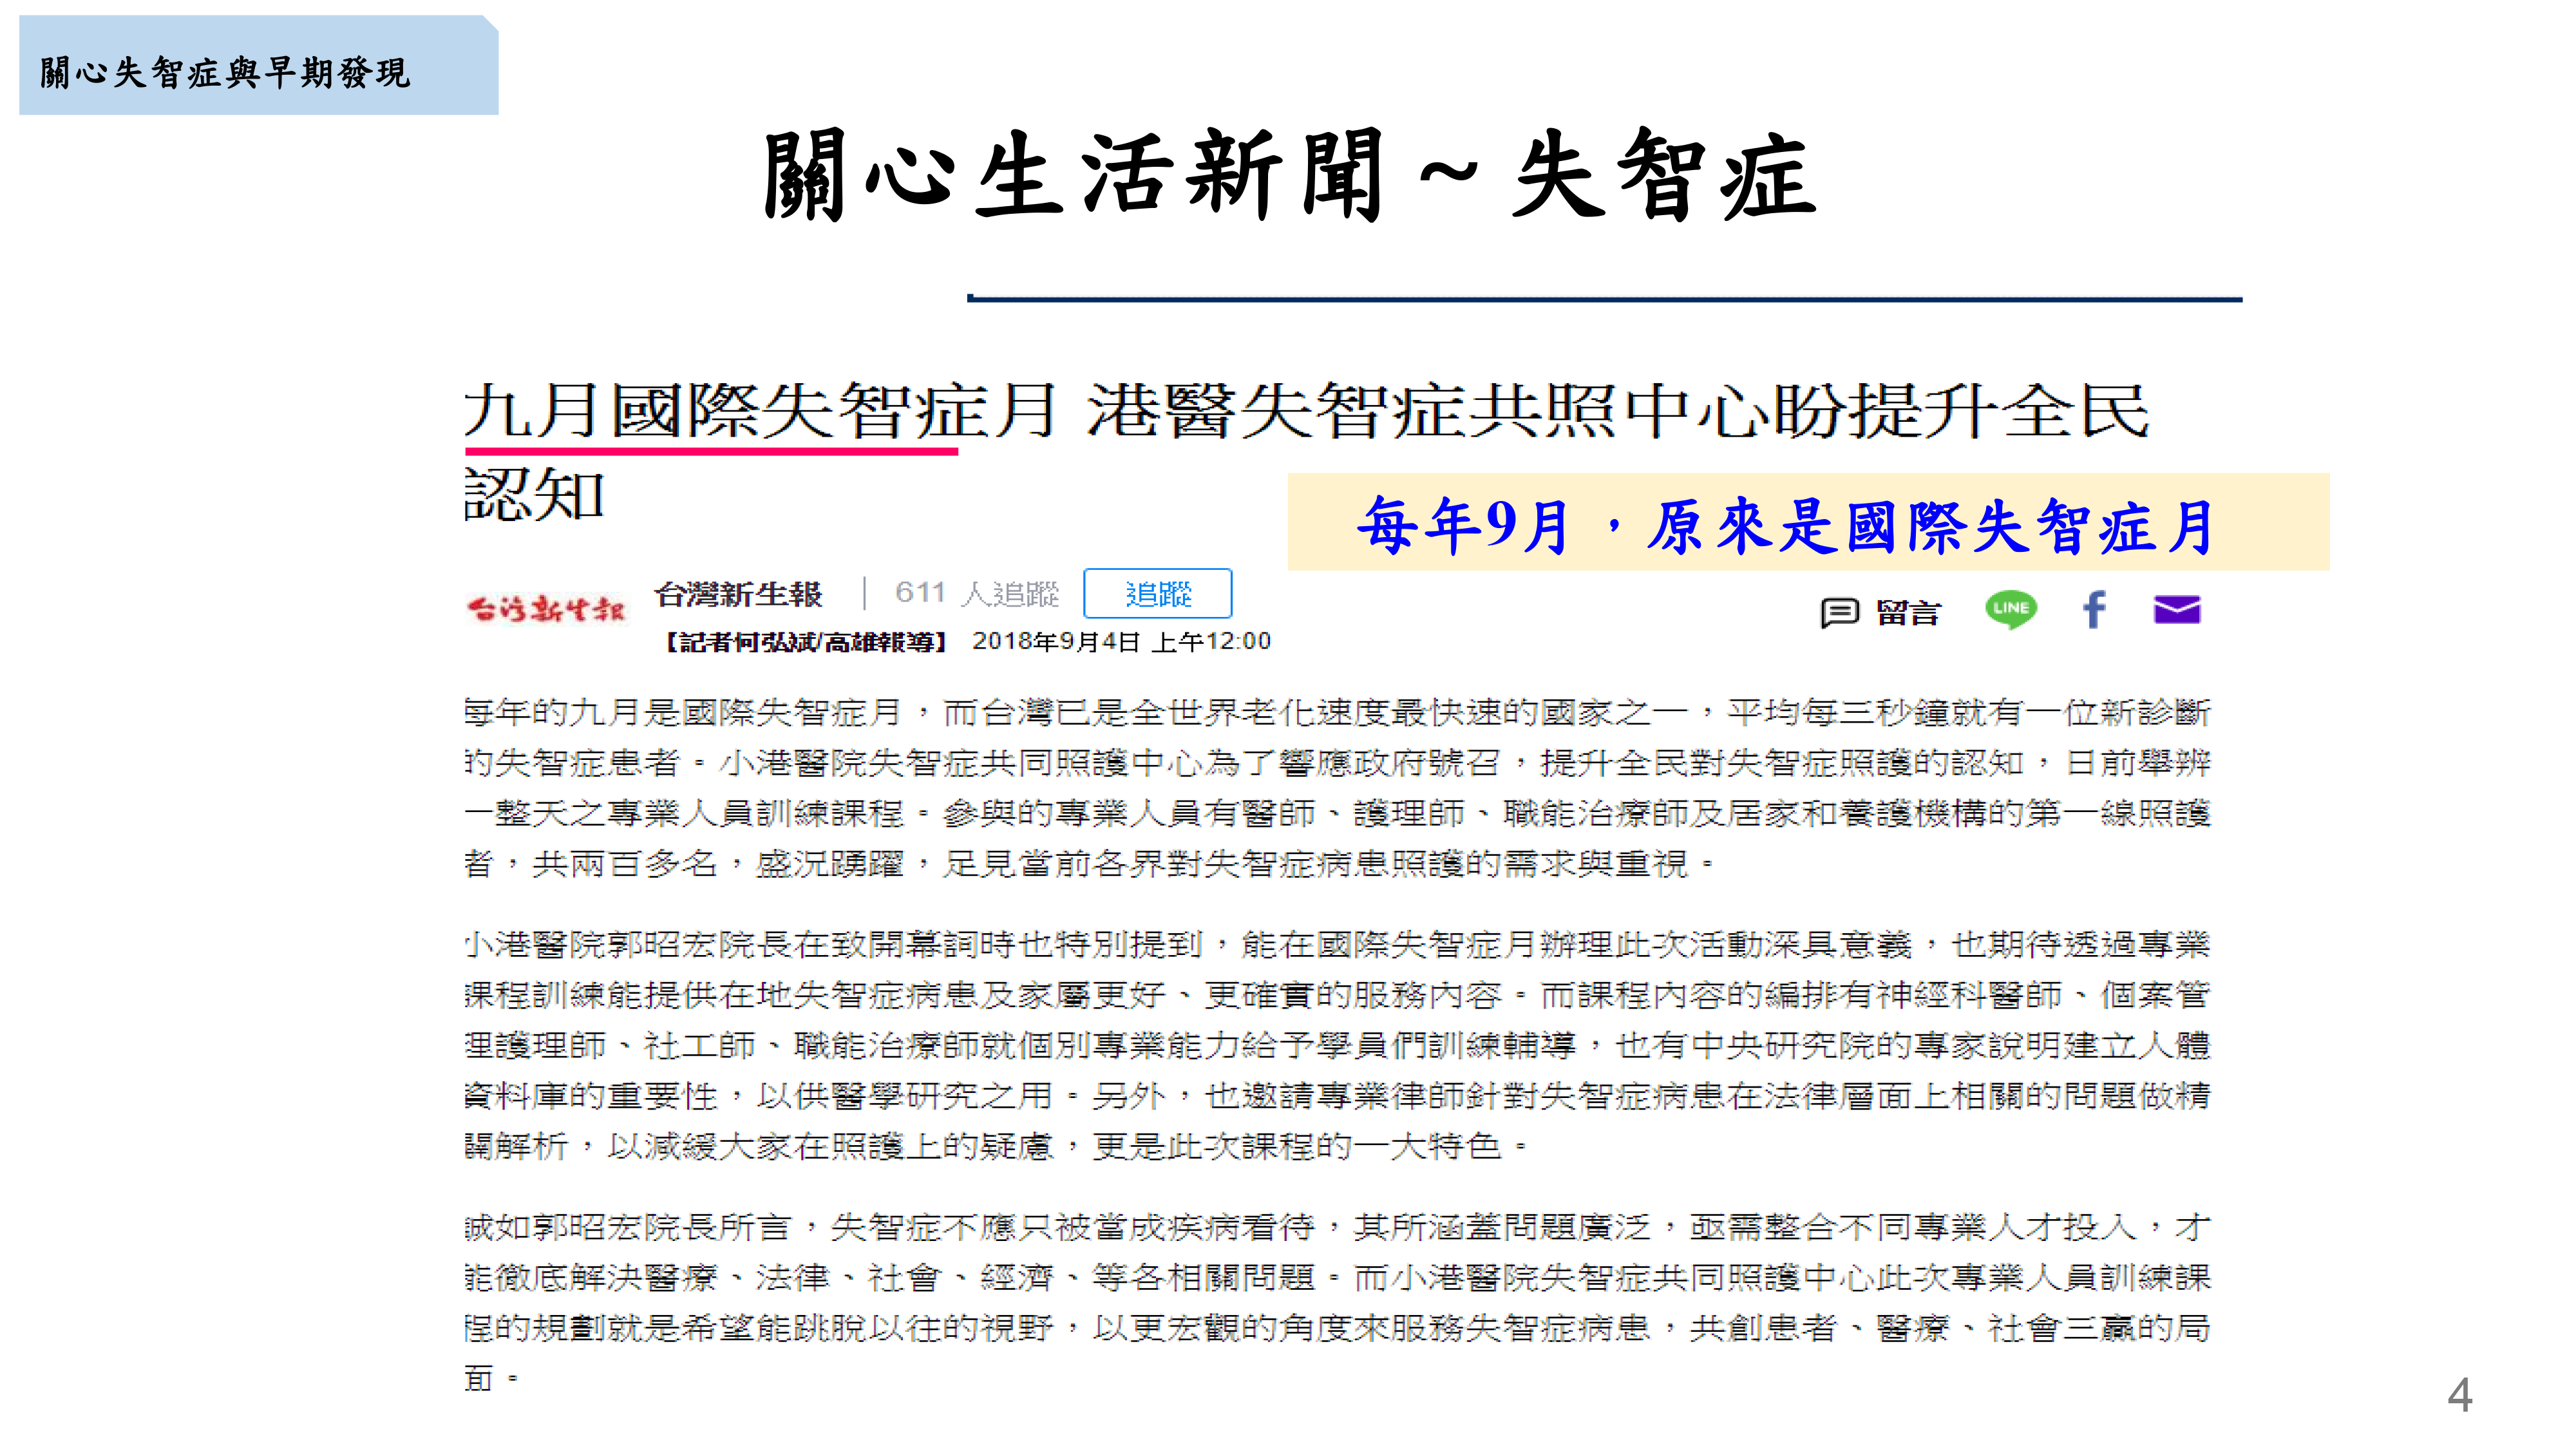 關心失智症與早期發現
關心生活新聞～失智症
九月國際失智症月 港醫失智症共照中心盼提升全民
認知
每年9月，原來是國際失智症月
台灣新生報
台灣新生報 | 611 人追蹤 追蹤
留言 LINE f
【記者何弘斌/高雄報導】 2018年9月4日 上午12:00
每年的九月是國際失智症月，而台灣已是全世界老化速度最快速的國家之一，平均每三秒鐘就有一位新診斷
的失智症患者。小港醫院失智症共同照護中心為了響應政府號召，提升全民對失智症照護的認知，日前舉辨
一整天之專業人員訓練課程。參與的專業人員有醫師、護理師、職能治療師及居家和養護機構的第一線照護
者，共兩百多名，盛況踴躍，足見當前各界對失智症病患照護的需求與重視。
小港醫院郭昭宏院長在致開幕詞時也特別提到，能在國際失智症月辦理此次活動深具意義，也期待透過專業
課程訓練能提供在地失智症病患及家屬更好、更確實的服務內容。而課程內容的編排有神經科醫師、個案管
理護理師、社工師、職能治療師就個別專業能力給予學員們訓練輔導，也有中央研究院的專家說明建立人體
資料庫的重要性，以供醫學研究之用。另外，也邀請專業律師針對失智症病患在法律層面上相關的問題做精
闢解析，以減緩大家在照護上的疑慮，更是此次課程的一大特色。
誠如郭昭宏院長所言，失智症不應只被當成疾病看待，其所涵蓋問題廣泛，亟需整合不同專業人才投入，才
能徹底解決醫療、法律、社會、經濟、等各相關問題。而小港醫院失智症共同照護中心此次專業人員訓練課
程的規劃就是希望能跳脫以往的視野，以更宏觀的角度來服務失智症病患，共創患者、醫療、社會三贏的局
面。
4